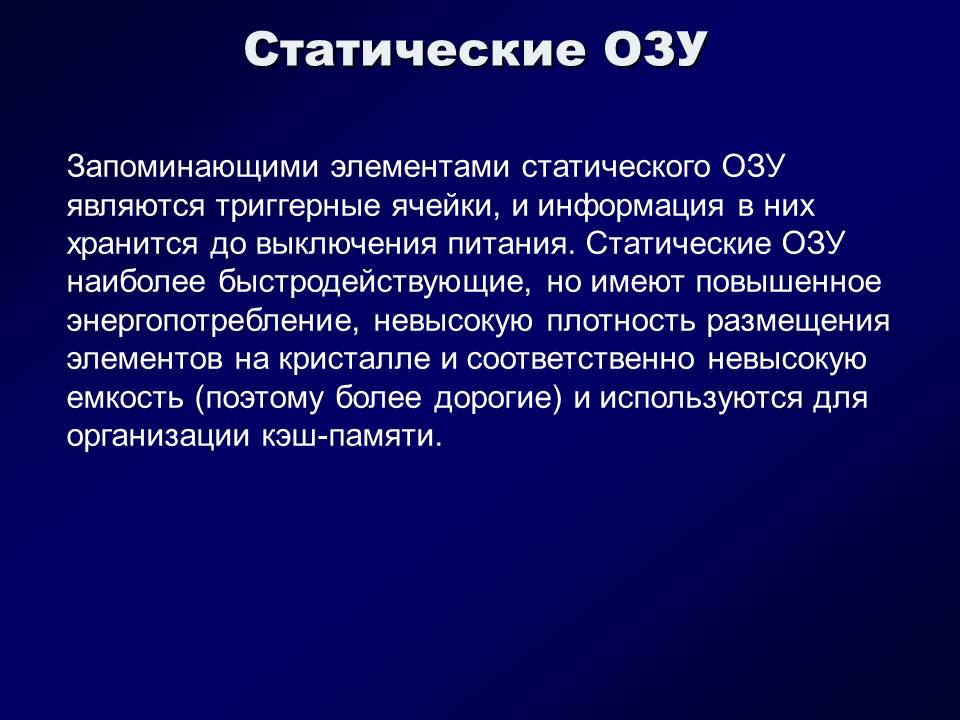 Статические ОЗУ
Запоминающими элементами статического ОЗУ
являются триггерные ячейки, и информация в них
хранится до выключения питания. Статические ОЗУ
наиболее быстродействующие, но имеют повышенное
энергопотребление, невысокую плотность размещения
элементов на кристалле и соответственно невысокую
емкость (поэтому более дорогие) и используются для
организации кэш-памяти.